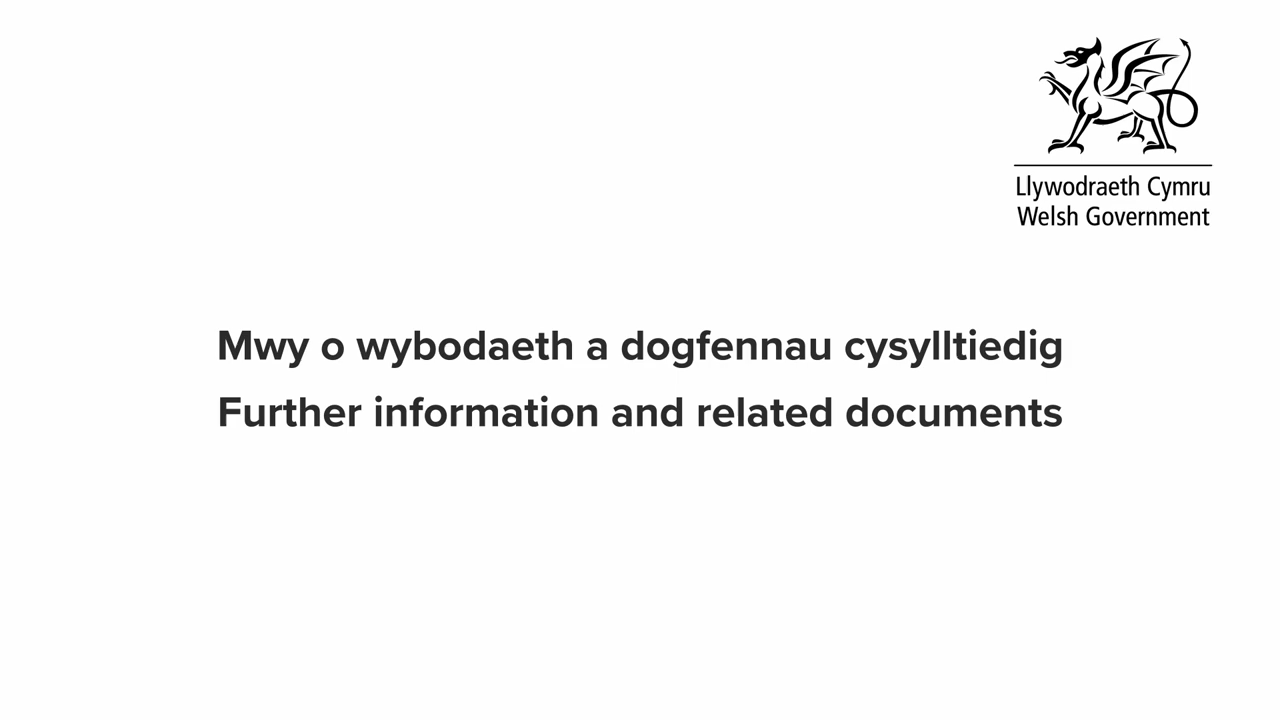 Llywodraeth Cymru
Welsh Government
Mwy o wybodaeth a dogfennau cysylltiedig
Further information and related documents